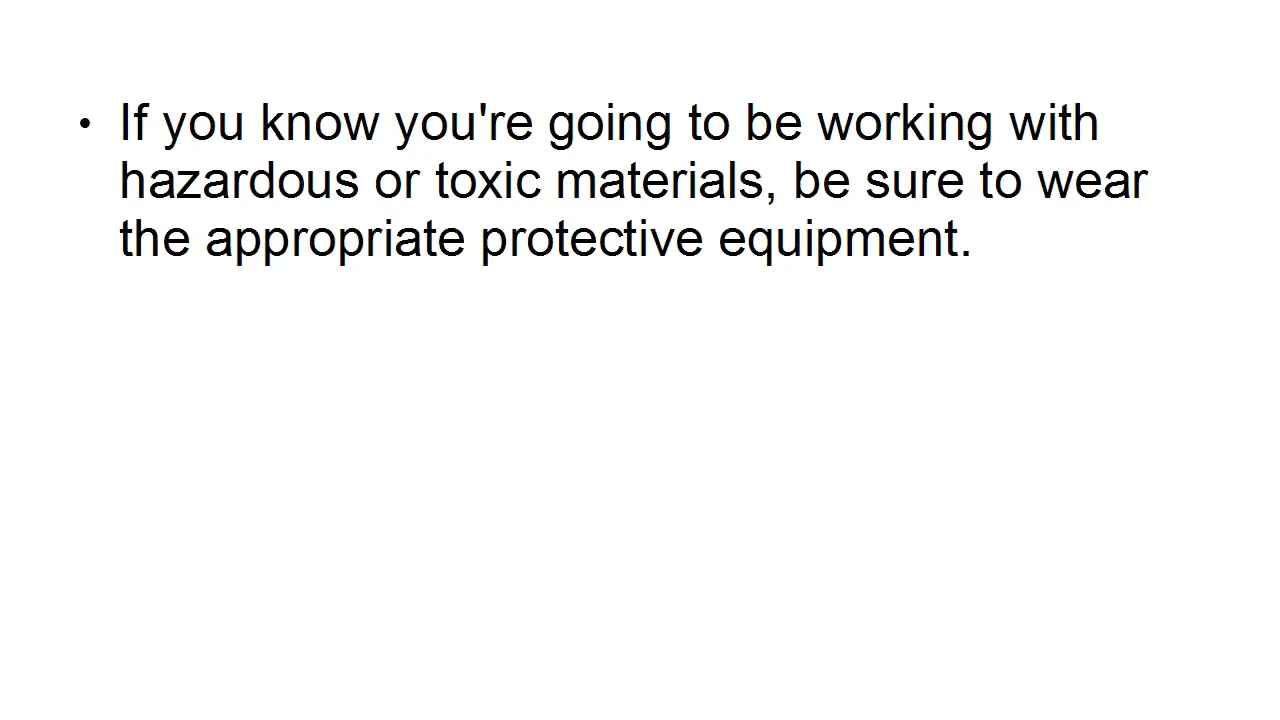 • If you know you're going to be working with
hazardous or toxic materials, be sure to wear
the appropriate protective equipment.